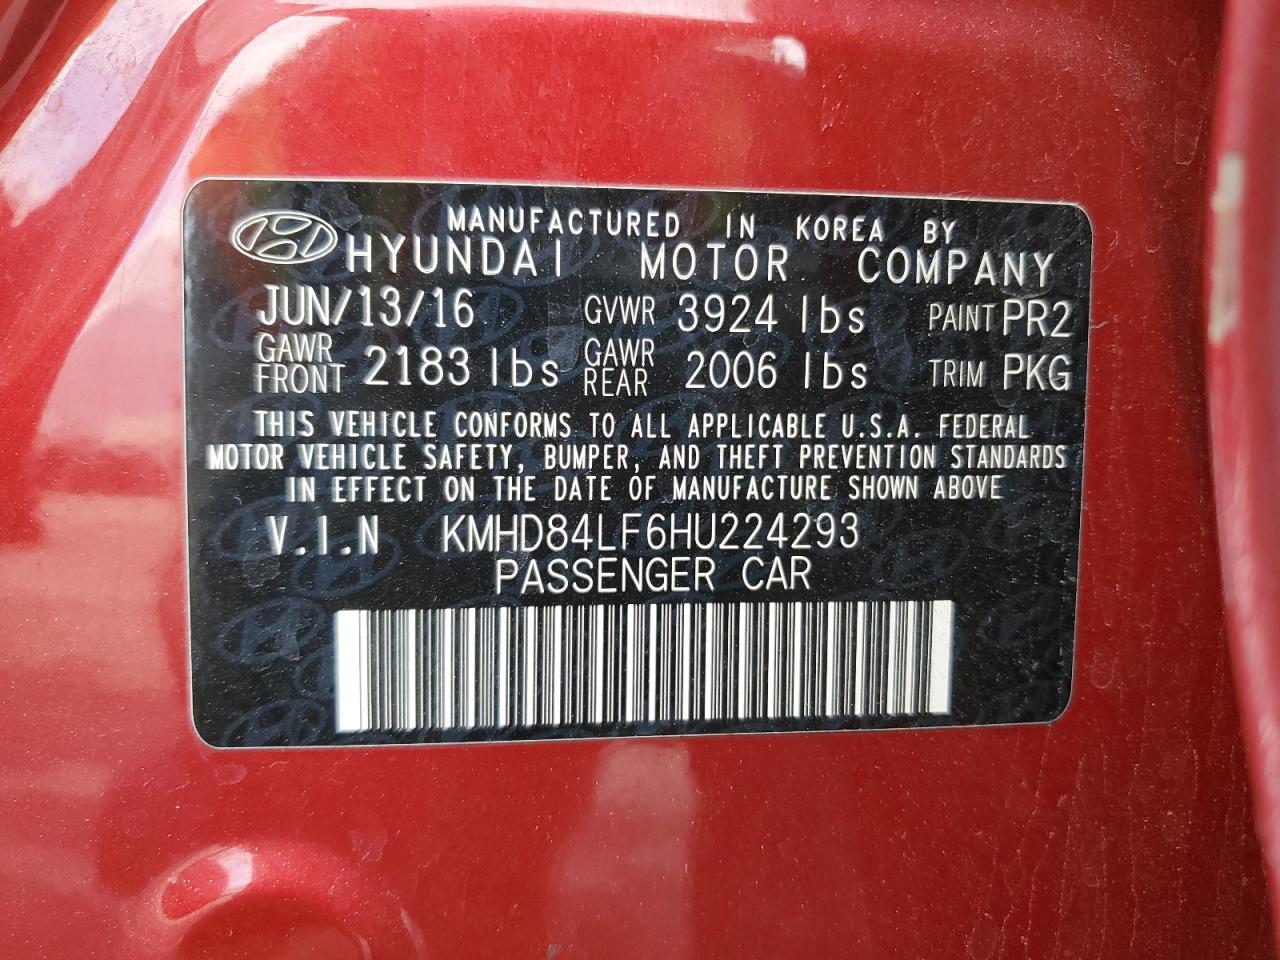 MANUFACTURED IN KOREA BY
HYUNDAI MOTOR COMPANY
JUN/13/16 GVWR 3924 lbs PAINT PR2
GAWR FRONT 2183 lbs GAWR REAR 2006 lbs TRIM PKG
THIS VEHICLE CONFORMS TO ALL APPLICABLE U.S.A. FEDERAL
MOTOR VEHICLE SAFETY, BUMPER, AND THEFT PREVENTION STANDARDS
IN EFFECT ON THE DATE OF MANUFACTURE SHOWN ABOVE
V.I.N KMHD84LF6HU224293
PASSENGER CAR